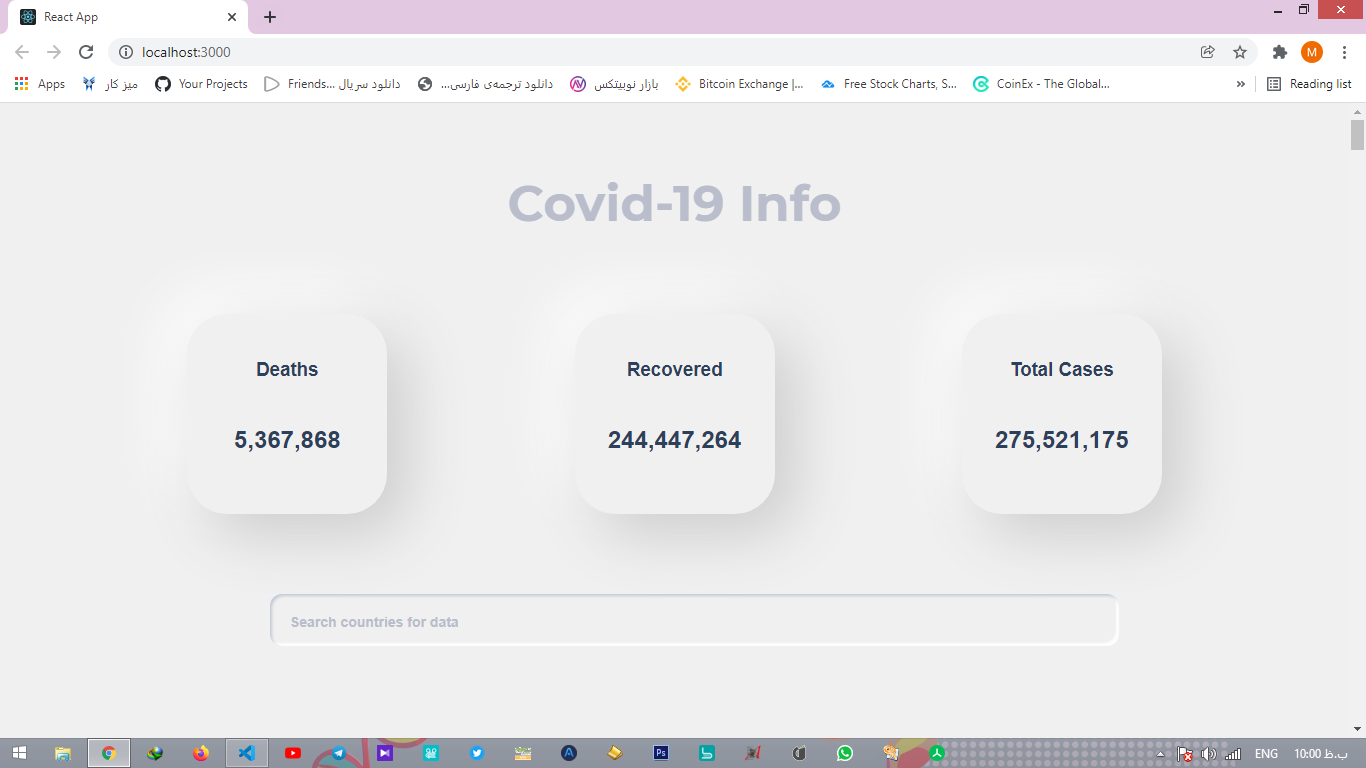 React App
localhost:3000
M
Apps
میز کار
Your Projects
دانلود سریال ...Friends
دانلود ترجمه‌ی فارسی...
بازار نوبیتکس
Bitcoin Exchange |...
Free Stock Charts, S...
CoinEx - The Global...
»
Reading list
Covid-19 Info
Deaths
5,367,868
Recovered
244,447,264
Total Cases
275,521,175
Search countries for data
Ps
ENG
10:00 ب.ظ